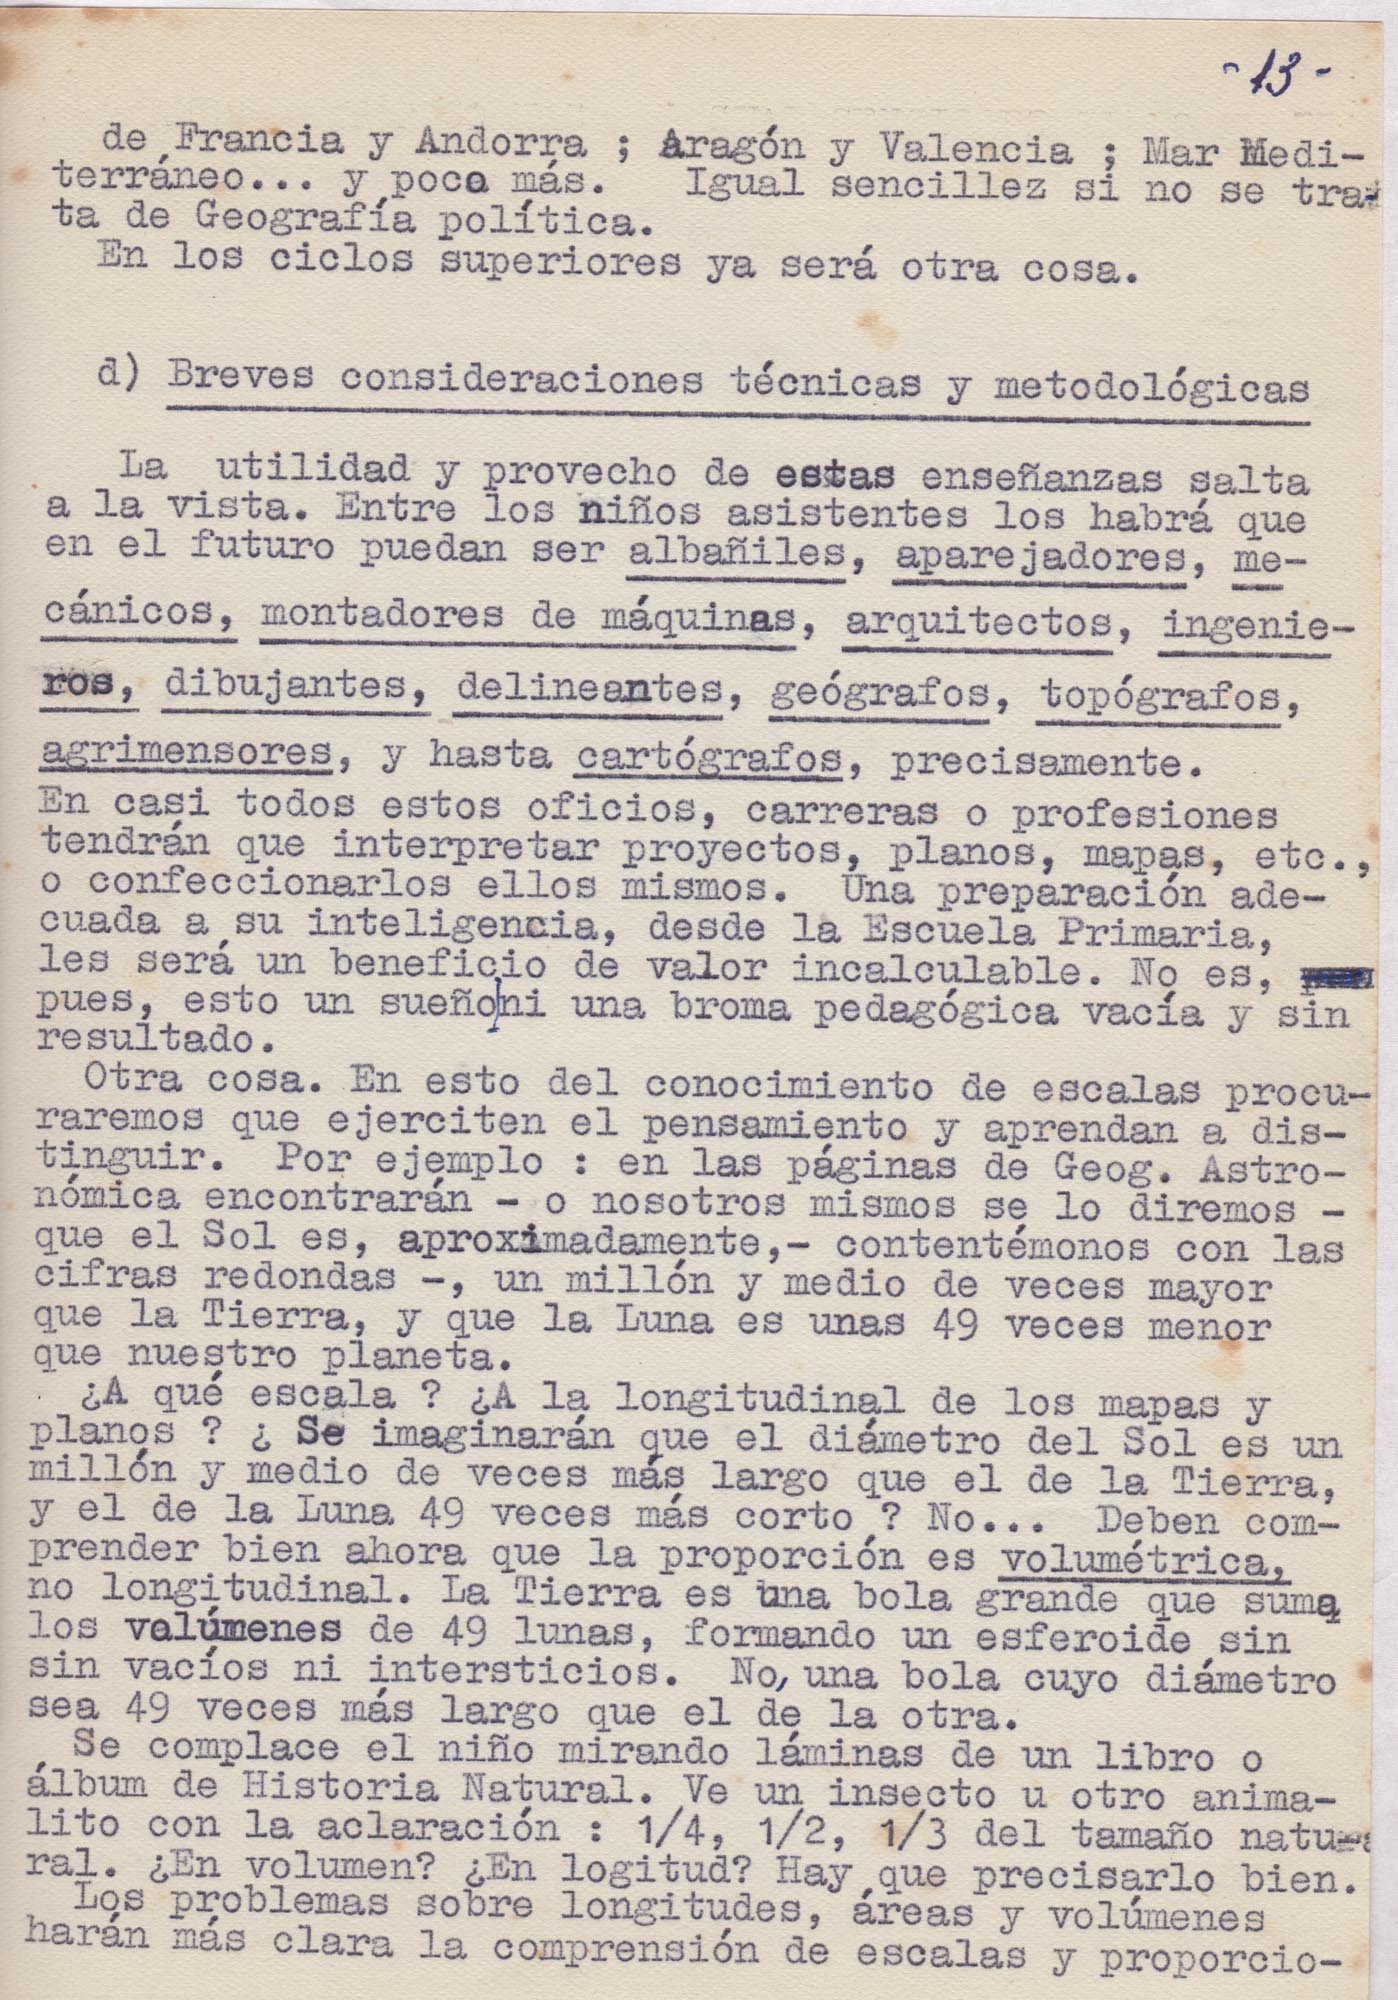 - 13 -
de Francia y Andorra ; Aragón y Valencia ; Mar Medi-
terráneo... y poco más. Igual sencillez si no se tra-
ta de Geografía política.
En los ciclos superiores ya será otra cosa.
d) Breves consideraciones técnicas y metodológicas
La utilidad y provecho de estas enseñanzas salta
a la vista. Entre los niños asistentes los habrá que
en el futuro puedan ser albañiles, aparejadores, me-
cánicos, montadores de máquinas, arquitectos, ingenie-
ros, dibujantes, delineantes, geógrafos, topógrafos,
agrimensores, y hasta cartógrafos, precisamente.
En casi todos estos oficios, carreras o profesiones
tendrán que interpretar proyectos, planos, mapas, etc.,
o confeccionarlos ellos mismos. Una preparación ade-
cuada a su inteligencia, desde la Escuela Primaria,
les será un beneficio de valor incalculable. No es,
pues, esto un sueño ni una broma pedagógica vacía y sin
resultado.
Otra cosa. En esto del conocimiento de escalas procu-
raremos que ejerciten el pensamiento y aprendan a dis-
tinguir. Por ejemplo : en las páginas de Geog. Astro-
nómica encontrarán - o nosotros mismos se lo diremos -
que el Sol es, aproximadamente,- contentémonos con las
cifras redondas -, un millón y medio de veces mayor
que la Tierra, y que la Luna es unas 49 veces menor
que nuestro planeta.
¿A qué escala ? ¿A la longitudinal de los mapas y
planos ? ¿ Se imaginarán que el diámetro del Sol es un
millón y medio de veces más largo que el de la Tierra,
y el de la Luna 49 veces más corto ? No... Deben com-
prender bien ahora que la proporción es volumétrica,
no longitudinal. La Tierra es una bola grande que suma
los volúmenes de 49 lunas, formando un esferoide sin
sin vacíos ni intersticios. No, una bola cuyo diámetro
sea 49 veces más largo que el de la otra.
Se complace el niño mirando láminas de un libro o
álbum de Historia Natural. Ve un insecto u otro anima-
lito con la aclaración : 1/4, 1/2, 1/3 del tamaño natu-
ral. ¿En volumen? ¿En logitud? Hay que precisarlo bien.
Los problemas sobre longitudes, áreas y volúmenes
harán más clara la comprensión de escalas y proporcio-